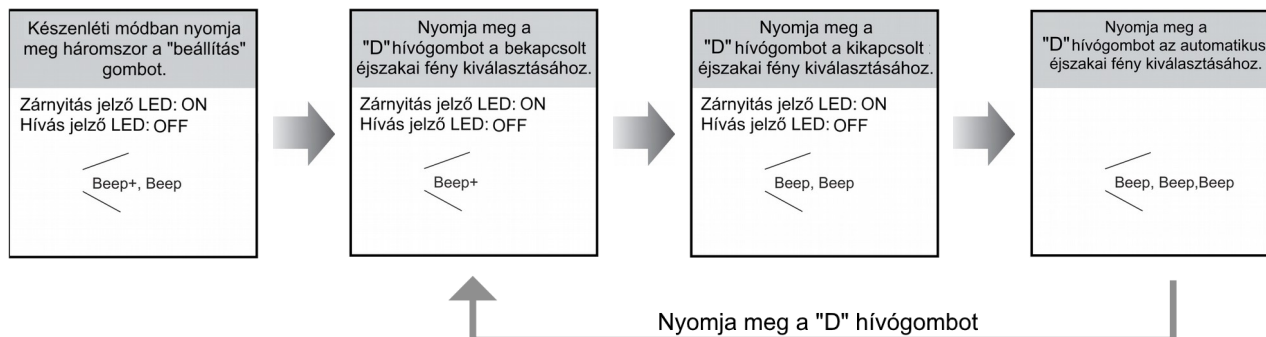 Készenléti módban nyomja
meg háromszor a "beállítás"
gombot.
Zárnyitás jelző LED: ON
Hívás jelző LED: OFF
Beep+, Beep
Nyomja meg a
"D" hívógombot a bekapcsolt
éjszakai fény kiválasztásához.
Zárnyitás jelző LED: ON
Hívás jelző LED: OFF
Beep+
Nyomja meg a
"D" hívógombot a kikapcsolt
éjszakai fény kiválasztásához.
Zárnyitás jelző LED: ON
Hívás jelző LED: OFF
Beep, Beep
Nyomja meg a
"D" hívógombot az automatikus
éjszakai fény kiválasztásához.
Beep, Beep,Beep
Nyomja meg a "D" hívógombot